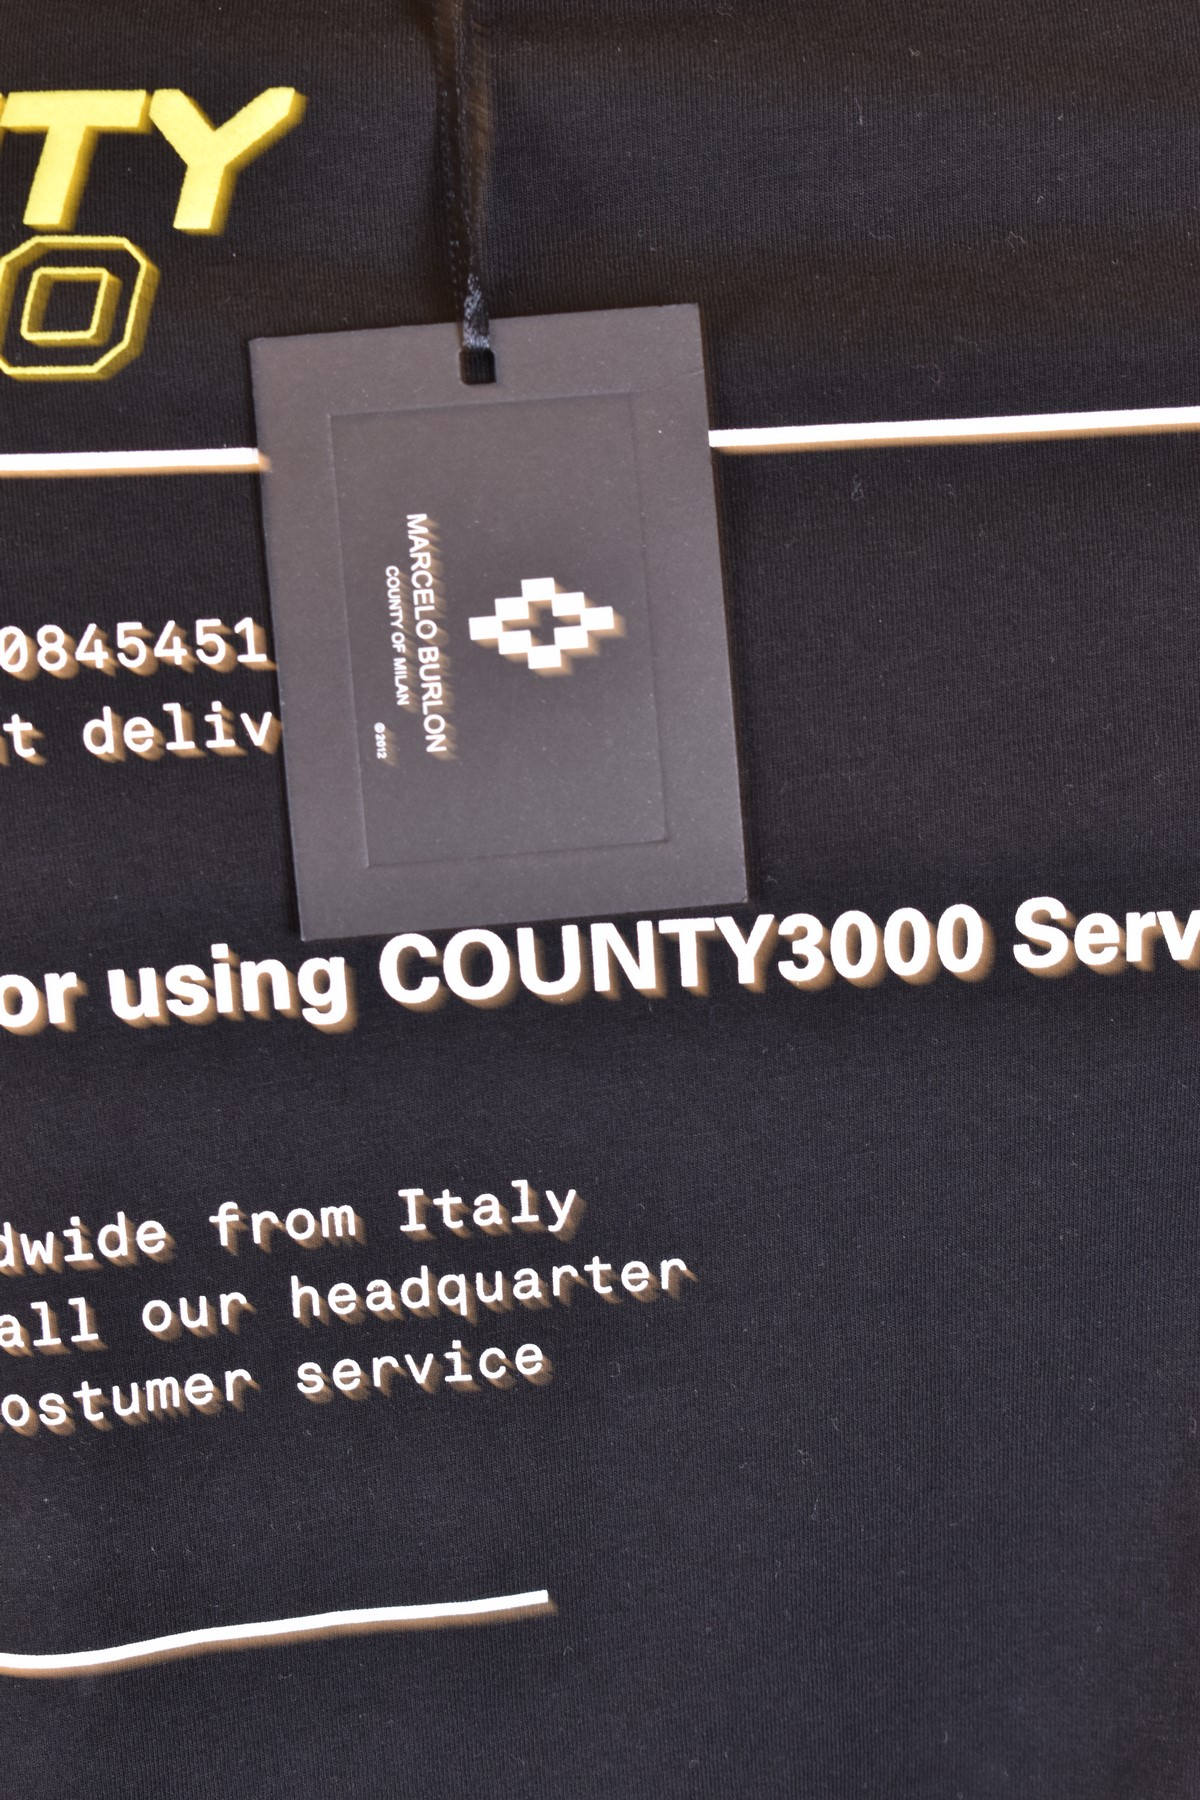 TY
0
0845451
t deliv
MARCELO BURLON
COUNTY OF MILAN
©2012
or using COUNTY3000 Serv
dwide from Italy
all our headquarter
ostumer service